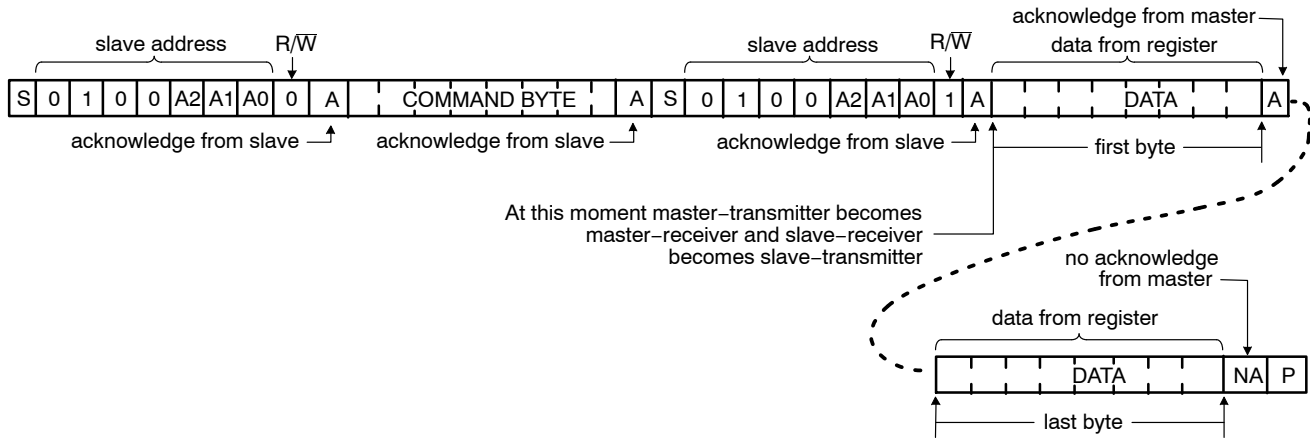 acknowledge from master
slave address R/W̅ slave address R/W̅ data from register
S 0 1 0 0 A2 A1 A0 0 A COMMAND BYTE A S 0 1 0 0 A2 A1 A0 1 A DATA A
acknowledge from slave acknowledge from slave acknowledge from slave first byte
At this moment master−transmitter becomes
master−receiver and slave−receiver
becomes slave−transmitter
no acknowledge
from master
data from register
DATA NA P
last byte